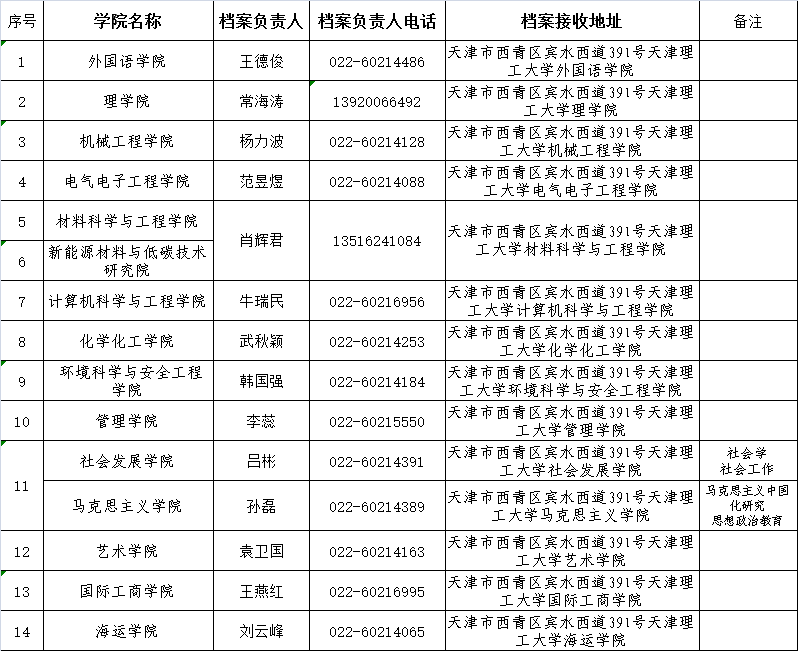 序号 学院名称 档案负责人 档案负责人电话 档案接收地址 备注
1 外国语学院 王德俊 022-60214486 天津市西青区宾水西道391号天津理
工大学外国语学院
2 理学院 常海涛 13920066492 天津市西青区宾水西道391号天津理
工大学理学院
3 机械工程学院 杨力波 022-60214128 天津市西青区宾水西道391号天津理
工大学机械工程学院
4 电气电子工程学院 范昱煜 022-60214088 天津市西青区宾水西道391号天津理
工大学电气电子工程学院
5 材料科学与工程学院 肖辉君 13516241084 天津市西青区宾水西道391号天津理
工大学材料科学与工程学院
6 新能源材料与低碳技术
研究院
7 计算机科学与工程学院 牛瑞民 022-60216956 天津市西青区宾水西道391号天津理
工大学计算机科学与工程学院
8 化学化工学院 武秋颖 022-60214253 天津市西青区宾水西道391号天津理
工大学化学化工学院
9 环境科学与安全工程
学院 韩国强 022-60214184 天津市西青区宾水西道391号天津理
工大学环境科学与安全工程学院
10 管理学院 李蕊 022-60215550 天津市西青区宾水西道391号天津理
工大学管理学院
11 社会发展学院 吕彬 022-60214391 天津市西青区宾水西道391号天津理
工大学社会发展学院 社会学
社会工作
马克思主义学院 孙磊 022-60214389 天津市西青区宾水西道391号天津理
工大学马克思主义学院 马克思主义中国
化研究
思想政治教育
12 艺术学院 袁卫国 022-60214163 天津市西青区宾水西道391号天津理
工大学艺术学院
13 国际工商学院 王燕红 022-60216995 天津市西青区宾水西道391号天津理
工大学国际工商学院
14 海运学院 刘云峰 022-60214065 天津市西青区宾水西道391号天津理
工大学海运学院